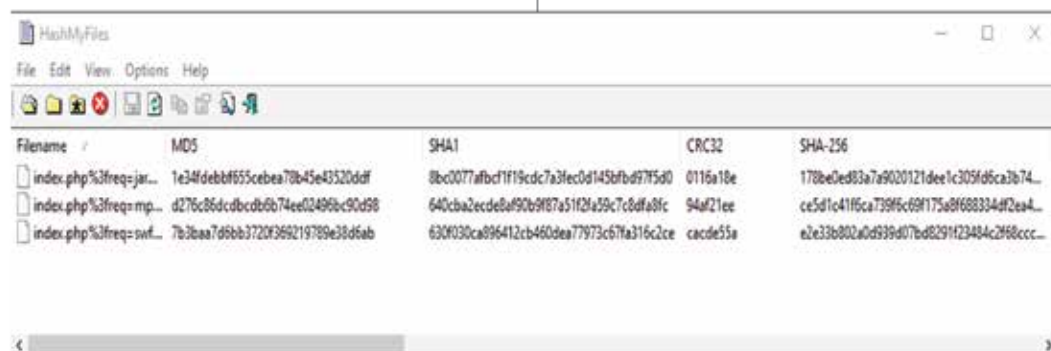 HashMyFiles
File Edit View Options Help
Filename / MD5 SHA1 CRC32 SHA-256
index.php%3freq=jar... 1e34fdebbf655cebea78b45e43520ddf 8bc0077afbcf1f19cdc7a3fec0d145bfbd97f5d0 0116a18e 178be0ed83a7a9020121dee1c305fd6ca3b74...
index.php%3freq=mp... d276c86dcdbcdb6b74ee02496bc90d98 640cba2ecde8af90b9f87a51f2fa59c7c8dfa8fc 94af21ee ce5d1c41f6ca739f6c69f175a8f688334df2ea4...
index.php%3freq=swf... 7b3baa7d6bb3720f369219789e38d6ab 630f030ca896412cb460dea77973c67fa316c2ce cacde55a e2e33b802a0d939d07bd8291f23484c2f68ccc...